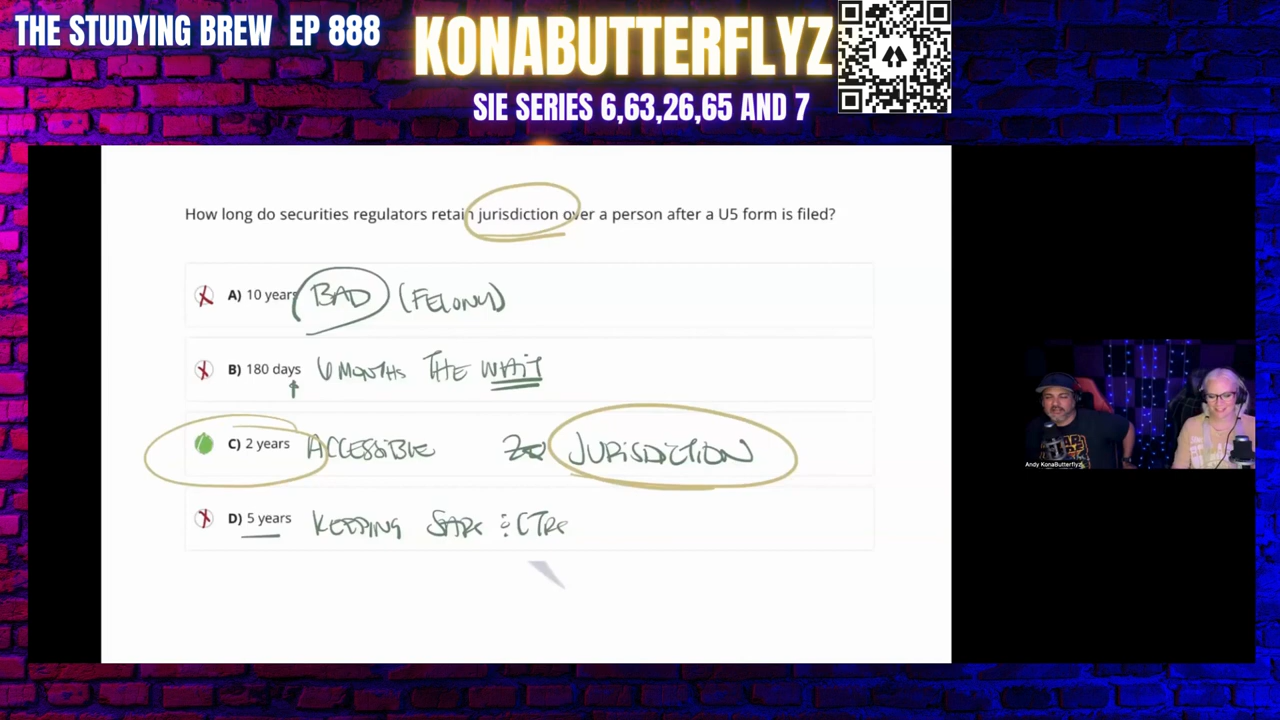 THE STUDYING BREW EP 888
KONABUTTERFLYZ
SIE SERIES 6,63,26,65 AND 7
How long do securities regulators retain jurisdiction over a person after a U5 form is filed?
A) 10 years BAD (FELONY)
B) 180 days 6 MONTHS THE WAIT
C) 2 years ACCESSIBLE JURISDICTION
D) 5 years KEEPING SARs & CTRs
Andy KonaButterflyz